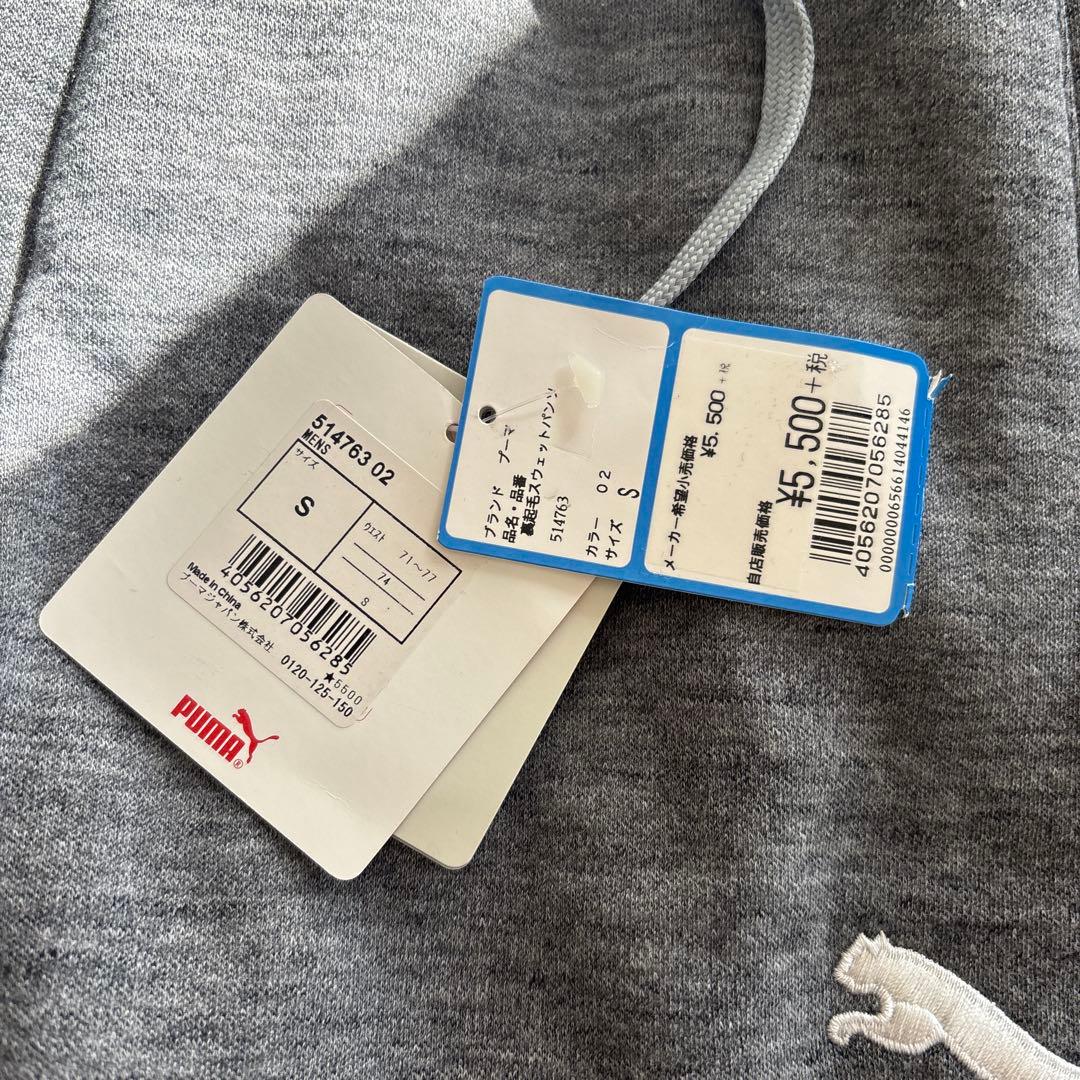 514763 02
MENS
サイズ
S
ウエスト 71～77
74
8
4056207056285
Made in China
プーマジャパン株式会社
★5500
0120-125-150
PUMA®
ブランド
品名・品番
裏起毛スウェットパンツ
514763
カラー 02
サイズ S
メーカー希望小売価格
¥5,500 +税
自店販売価格
¥5,500+税
4056207056285
0000000656614044146